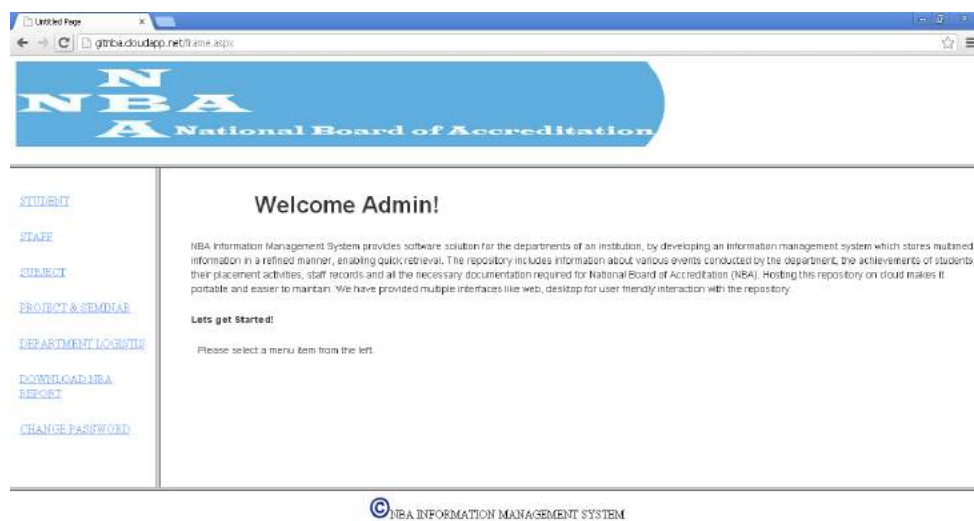 Untitled Page
gitnba.cloudapp.net/frame.aspx
N
NBA
A National Board of Accreditation
STUDENT
STAFF
SUBJECT
PROJECT & SEMINAR
DEPARTMENT LOGISTIS
DOWNLOAD NBA
REPORT
CHANGE PASSWORD
Welcome Admin!
NBA Information Management System provides software solution for the departments of an institution, by developing an information management system which stores multimed
information in a refined manner, enabling quick retrieval. The repository includes information about various events conducted by the department, the achievements of students
their placement activities, staff records and all the necessary documentation required for National Board of Accreditation (NBA). Hosting this repository on cloud makes it
portable and easier to maintain. We have provided multiple interfaces like web, desktop for user friendly interaction with the repository.
Lets get Started!
Please select a menu item from the left.
©NBA INFORMATION MANAGEMENT SYSTEM